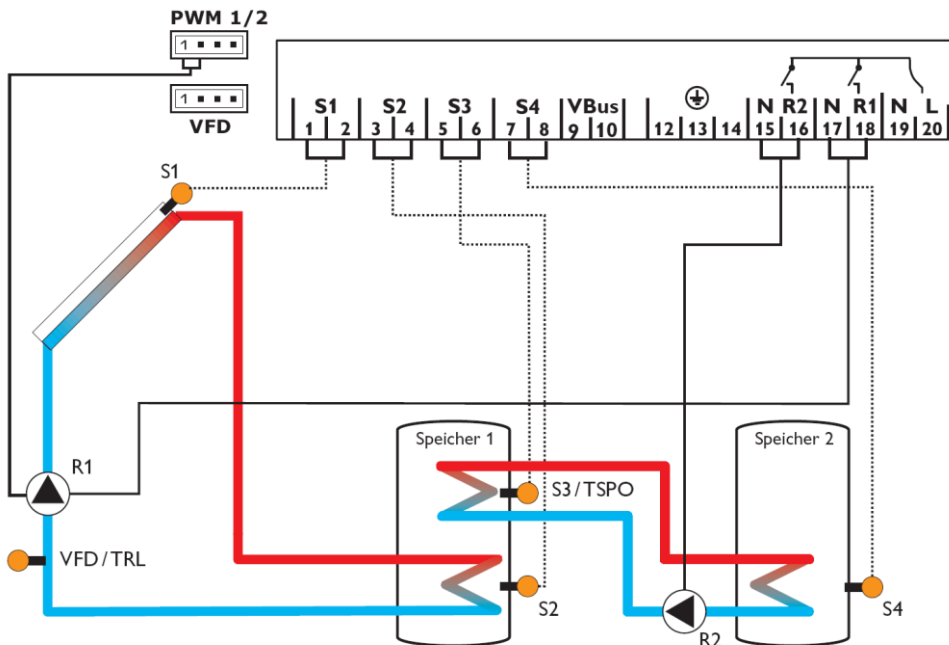 PWM 1/2
1
1
VFD
S1 S2 S3 S4 VBus N R2 N R1 N L
1 2 3 4 5 6 7 8 9 10 12 13 14 15 16 17 18 19 20
S1
Speicher 1
Speicher 2
R1
S3/TSPO
VFD/TRL
S2
R2
S4